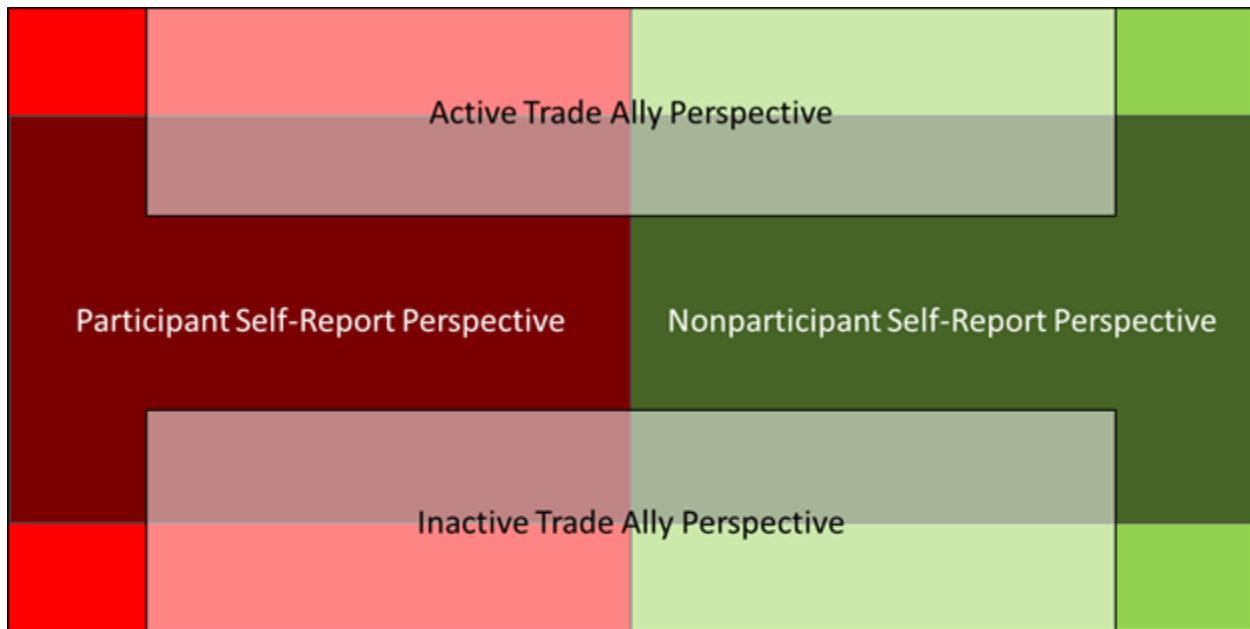 Active Trade Ally Perspective
Participant Self-Report Perspective
Nonparticipant Self-Report Perspective
Inactive Trade Ally Perspective